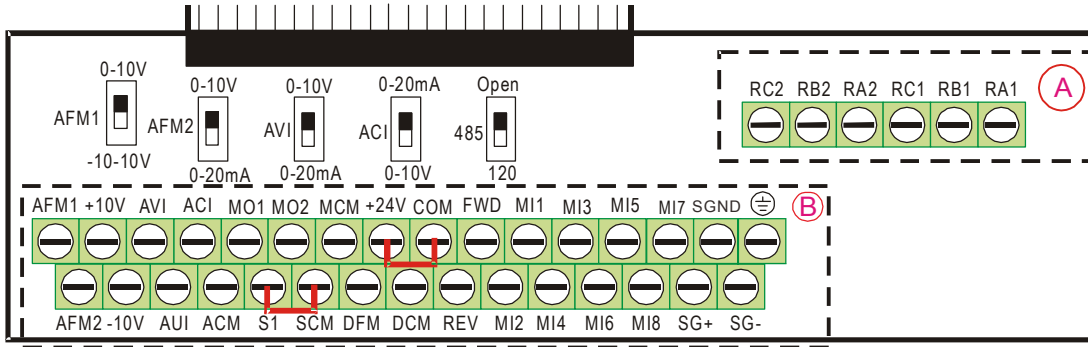 0-10V
AFM1
-10-10V
0-10V
AFM2
0-20mA
0-10V
AVI
0-20mA
0-20mA
ACI
0-10V
Open
485
120
RC2 RB2 RA2 RC1 RB1 RA1
A
AFM1 +10V AVI ACI MO1 MO2 MCM +24V COM FWD MI1 MI3 MI5 MI7 SGND
B
AFM2 -10V AUI ACM S1 SCM DFM DCM REV MI2 MI4 MI6 MI8 SG+ SG-